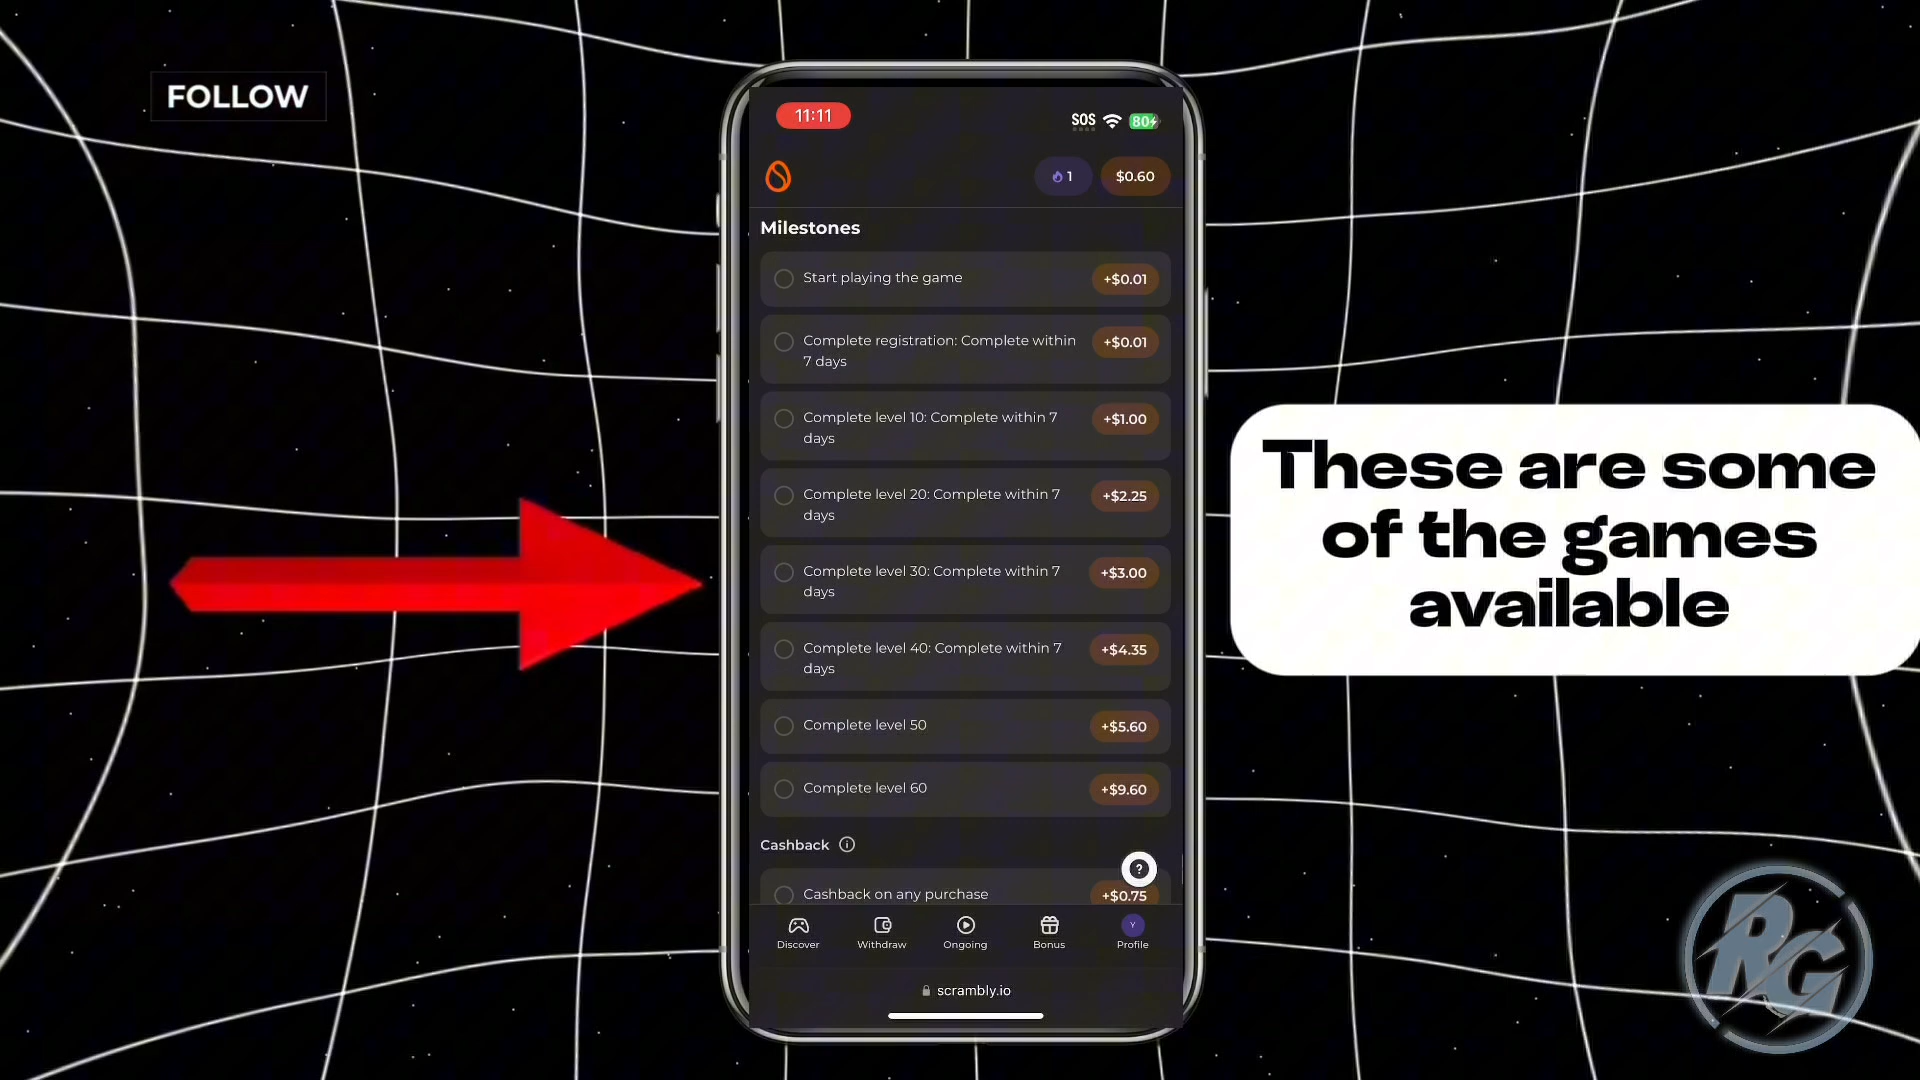 FOLLOW
11:11
SOS
80
1
$0.60
Milestones
Start playing the game
+$0.01
Complete registration: Complete within
7 days
+$0.01
Complete level 10: Complete within 7
days
+$1.00
Complete level 20: Complete within 7
days
+$2.25
Complete level 30: Complete within 7
days
+$3.00
Complete level 40: Complete within 7
days
+$4.35
Complete level 50
+$5.60
Complete level 60
+$9.60
Cashback
?
Cashback on any purchase
+$0.75
Discover
Withdraw
Ongoing
Bonus
Y
Profile
scrambly.io
These are some
of the games
available
RG